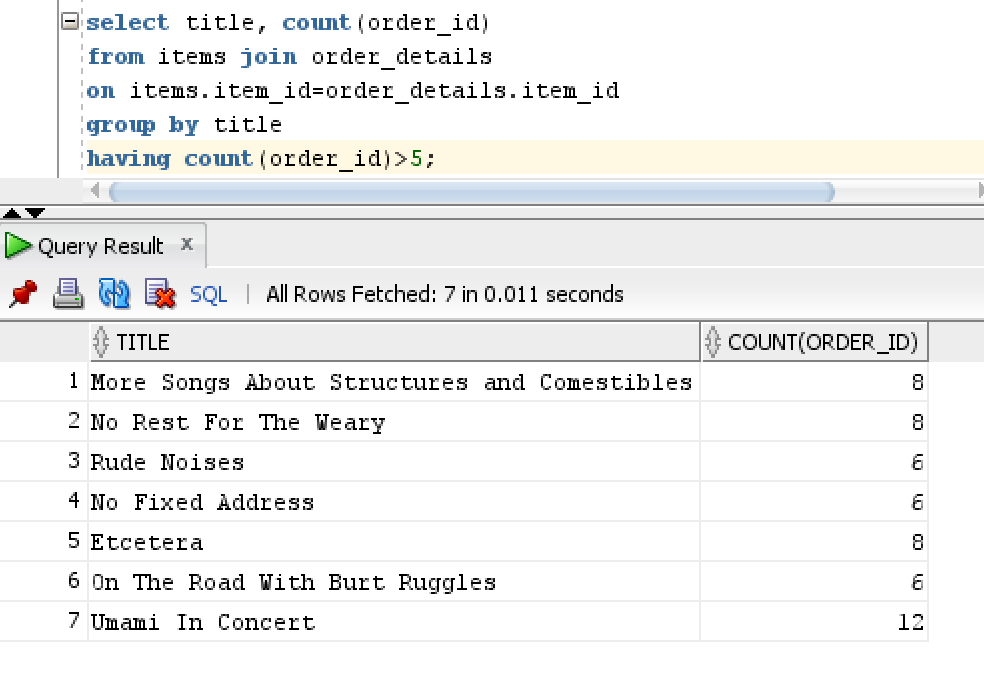 select title, count(order_id)
from items join order_details
on items.item_id=order_details.item_id
group by title
having count(order_id)>5;
Query Result x
SQL | All Rows Fetched: 7 in 0.011 seconds
TITLE COUNT(ORDER_ID)
1 More Songs About Structures and Comestibles 8
2 No Rest For The Weary 8
3 Rude Noises 6
4 No Fixed Address 6
5 Etcetera 8
6 On The Road With Burt Ruggles 6
7 Umami In Concert 12